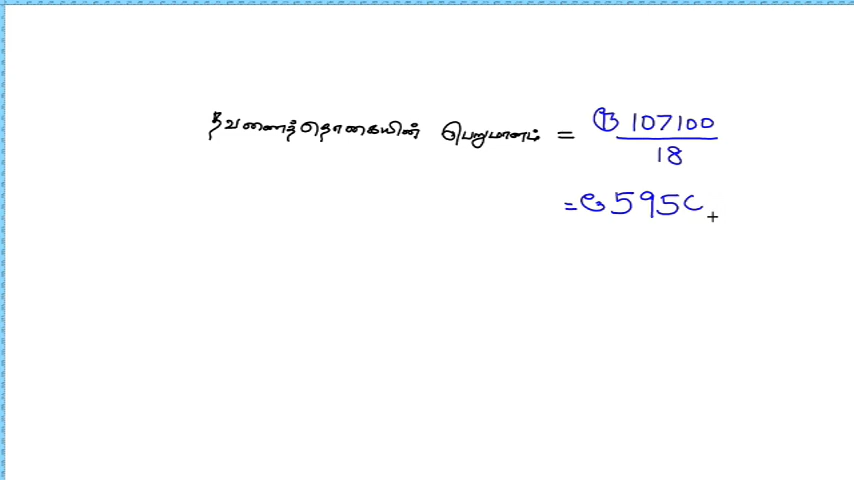 தவணைத்தொகையின் பெறுமானம் = ரூ 107100
18
= ரூ 5950